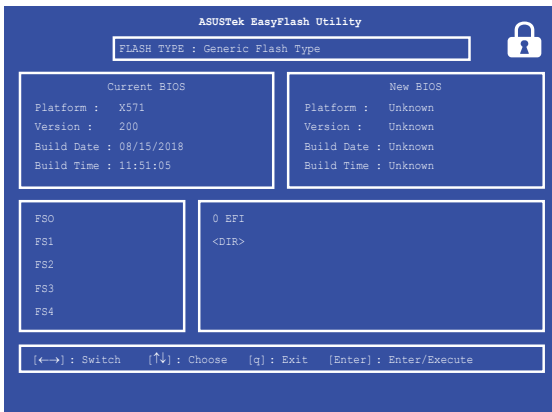 ASUSTek EasyFlash Utility
FLASH TYPE : Generic Flash Type
Current BIOS
Platform : X571
Version : 200
Build Date : 08/15/2018
Build Time : 11:51:05
New BIOS
Platform : Unknown
Version : Unknown
Build Date : Unknown
Build Time : Unknown
FSO
FS1
FS2
FS3
FS4
0 EFI
<DIR>
[←→] : Switch [↑↓] : Choose [q] : Exit [Enter] : Enter/Execute